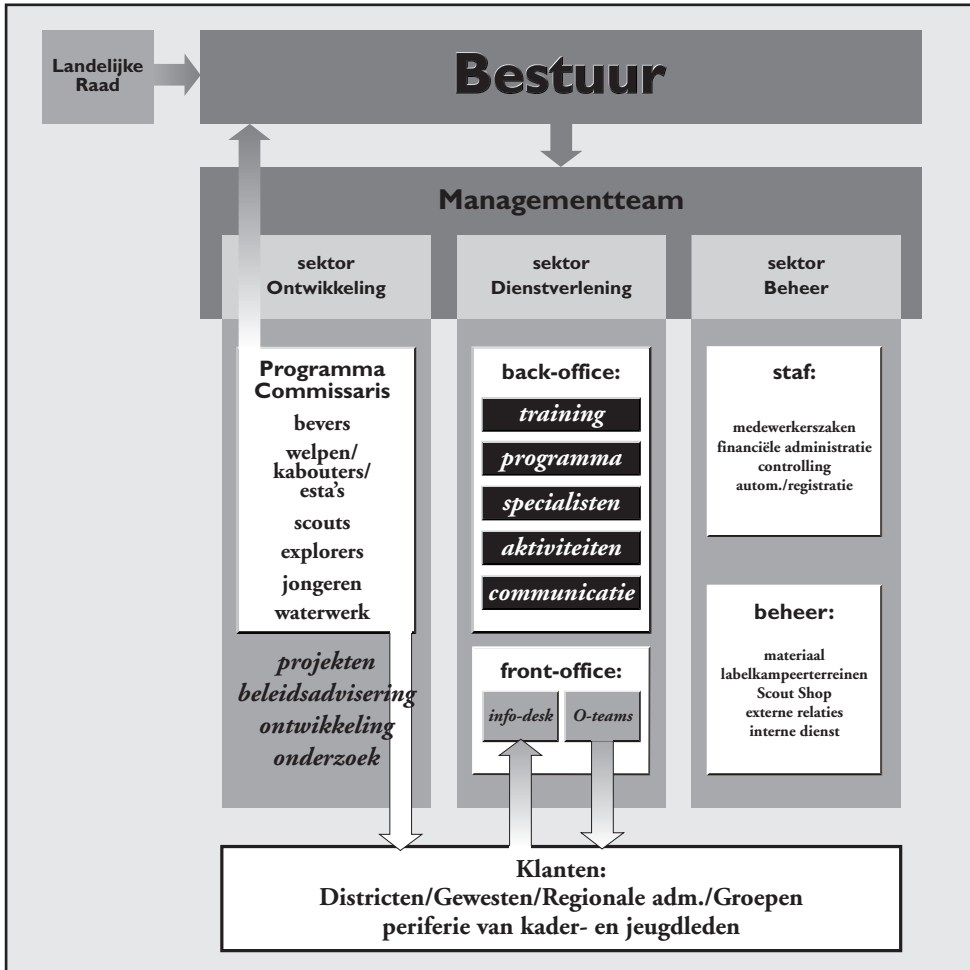 Landelijke
Raad
Bestuur
Managementteam
sektor
Ontwikkeling
sektor
Dienstverlening
sektor
Beheer
Programma
Commissaris
bevers
welpen/
kabouters/
esta's
scouts
explorers
jongeren
waterwerk
projekten
beleidsadvisering
ontwikkeling
onderzoek
back-office:
training
programma
specialisten
aktiviteiten
communicatie
front-office:
info-desk
O-teams
staf:
medewerkerszaken
financiële administratie
controlling
autom./registratie
beheer:
materiaal
labelkampeerterreinen
Scout Shop
externe relaties
interne dienst
Klanten:
Districten/Gewesten/Regionale adm./Groepen
periferie van kader- en jeugdleden